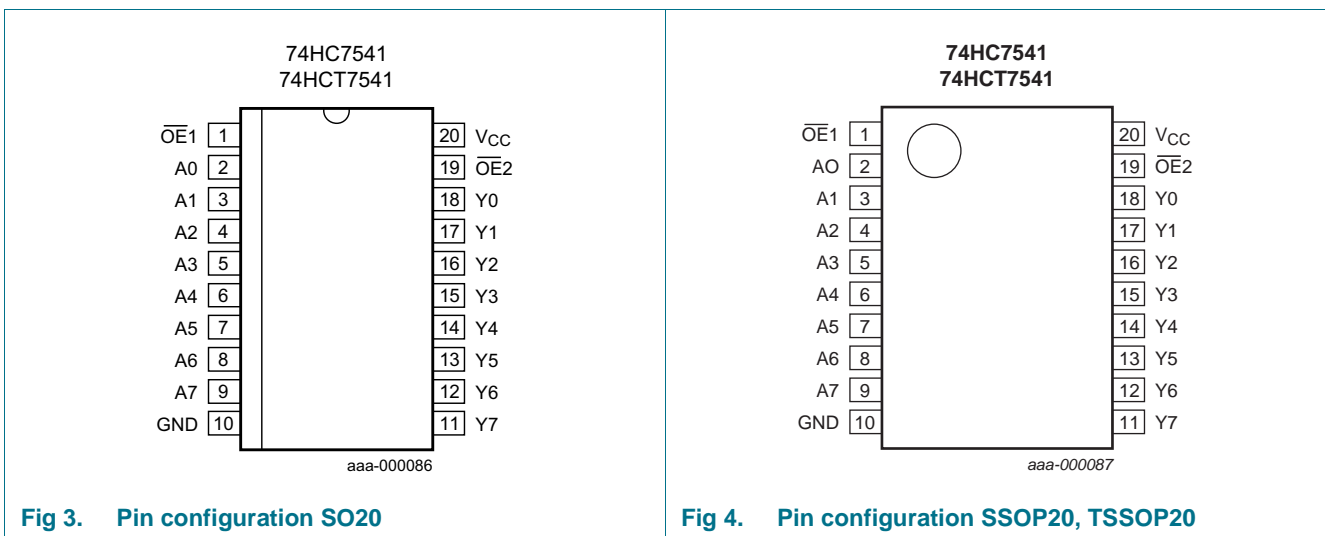 74HC7541
74HCT7541
O̅E̅1 1 20 VCC
A0 2 19 O̅E̅2
A1 3 18 Y0
A2 4 17 Y1
A3 5 16 Y2
A4 6 15 Y3
A5 7 14 Y4
A6 8 13 Y5
A7 9 12 Y6
GND 10 11 Y7
aaa-000086
Fig 3. Pin configuration SO20
74HC7541
74HCT7541
O̅E̅1 1 20 VCC
AO 2 19 O̅E̅2
A1 3 18 Y0
A2 4 17 Y1
A3 5 16 Y2
A4 6 15 Y3
A5 7 14 Y4
A6 8 13 Y5
A7 9 12 Y6
GND 10 11 Y7
aaa-000087
Fig 4. Pin configuration SSOP20, TSSOP20